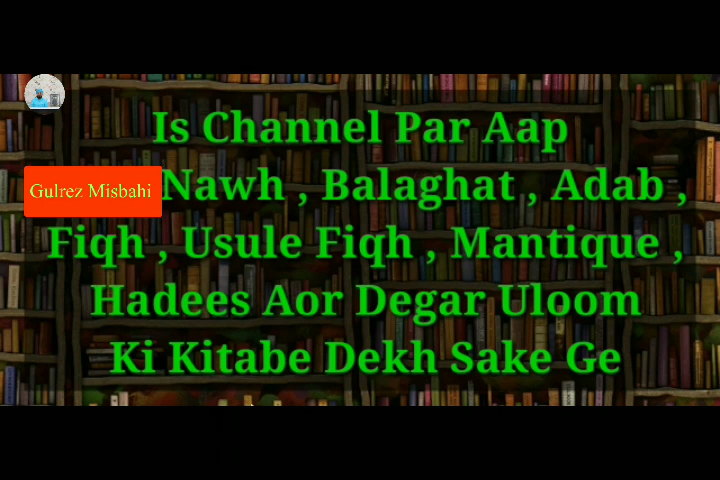 Is Channel Par Aap
Gulrez Misbahi
Nawh , Balaghat , Adab ,
Fiqh , Usule Fiqh , Mantique ,
Hadees Aor Degar Uloom
Ki Kitabe Dekh Sake Ge